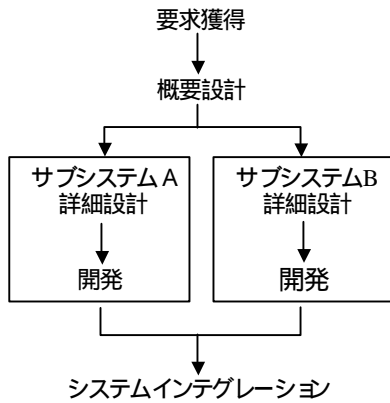 要求獲得
概要設計
サブシステムA
詳細設計
開発
サブシステムB
詳細設計
開発
システムインテグレーション